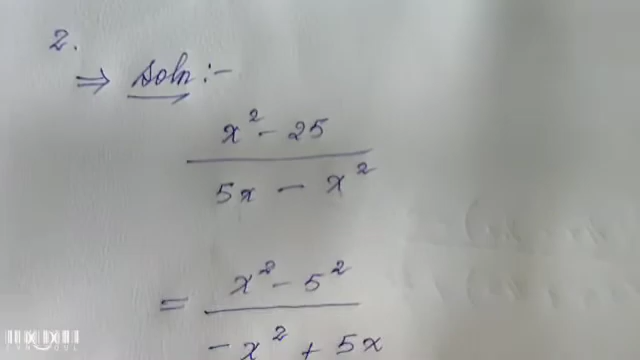 2.
⇒ Soln :-
x² - 25
5x - x²
= x² - 5²
-x² + 5x